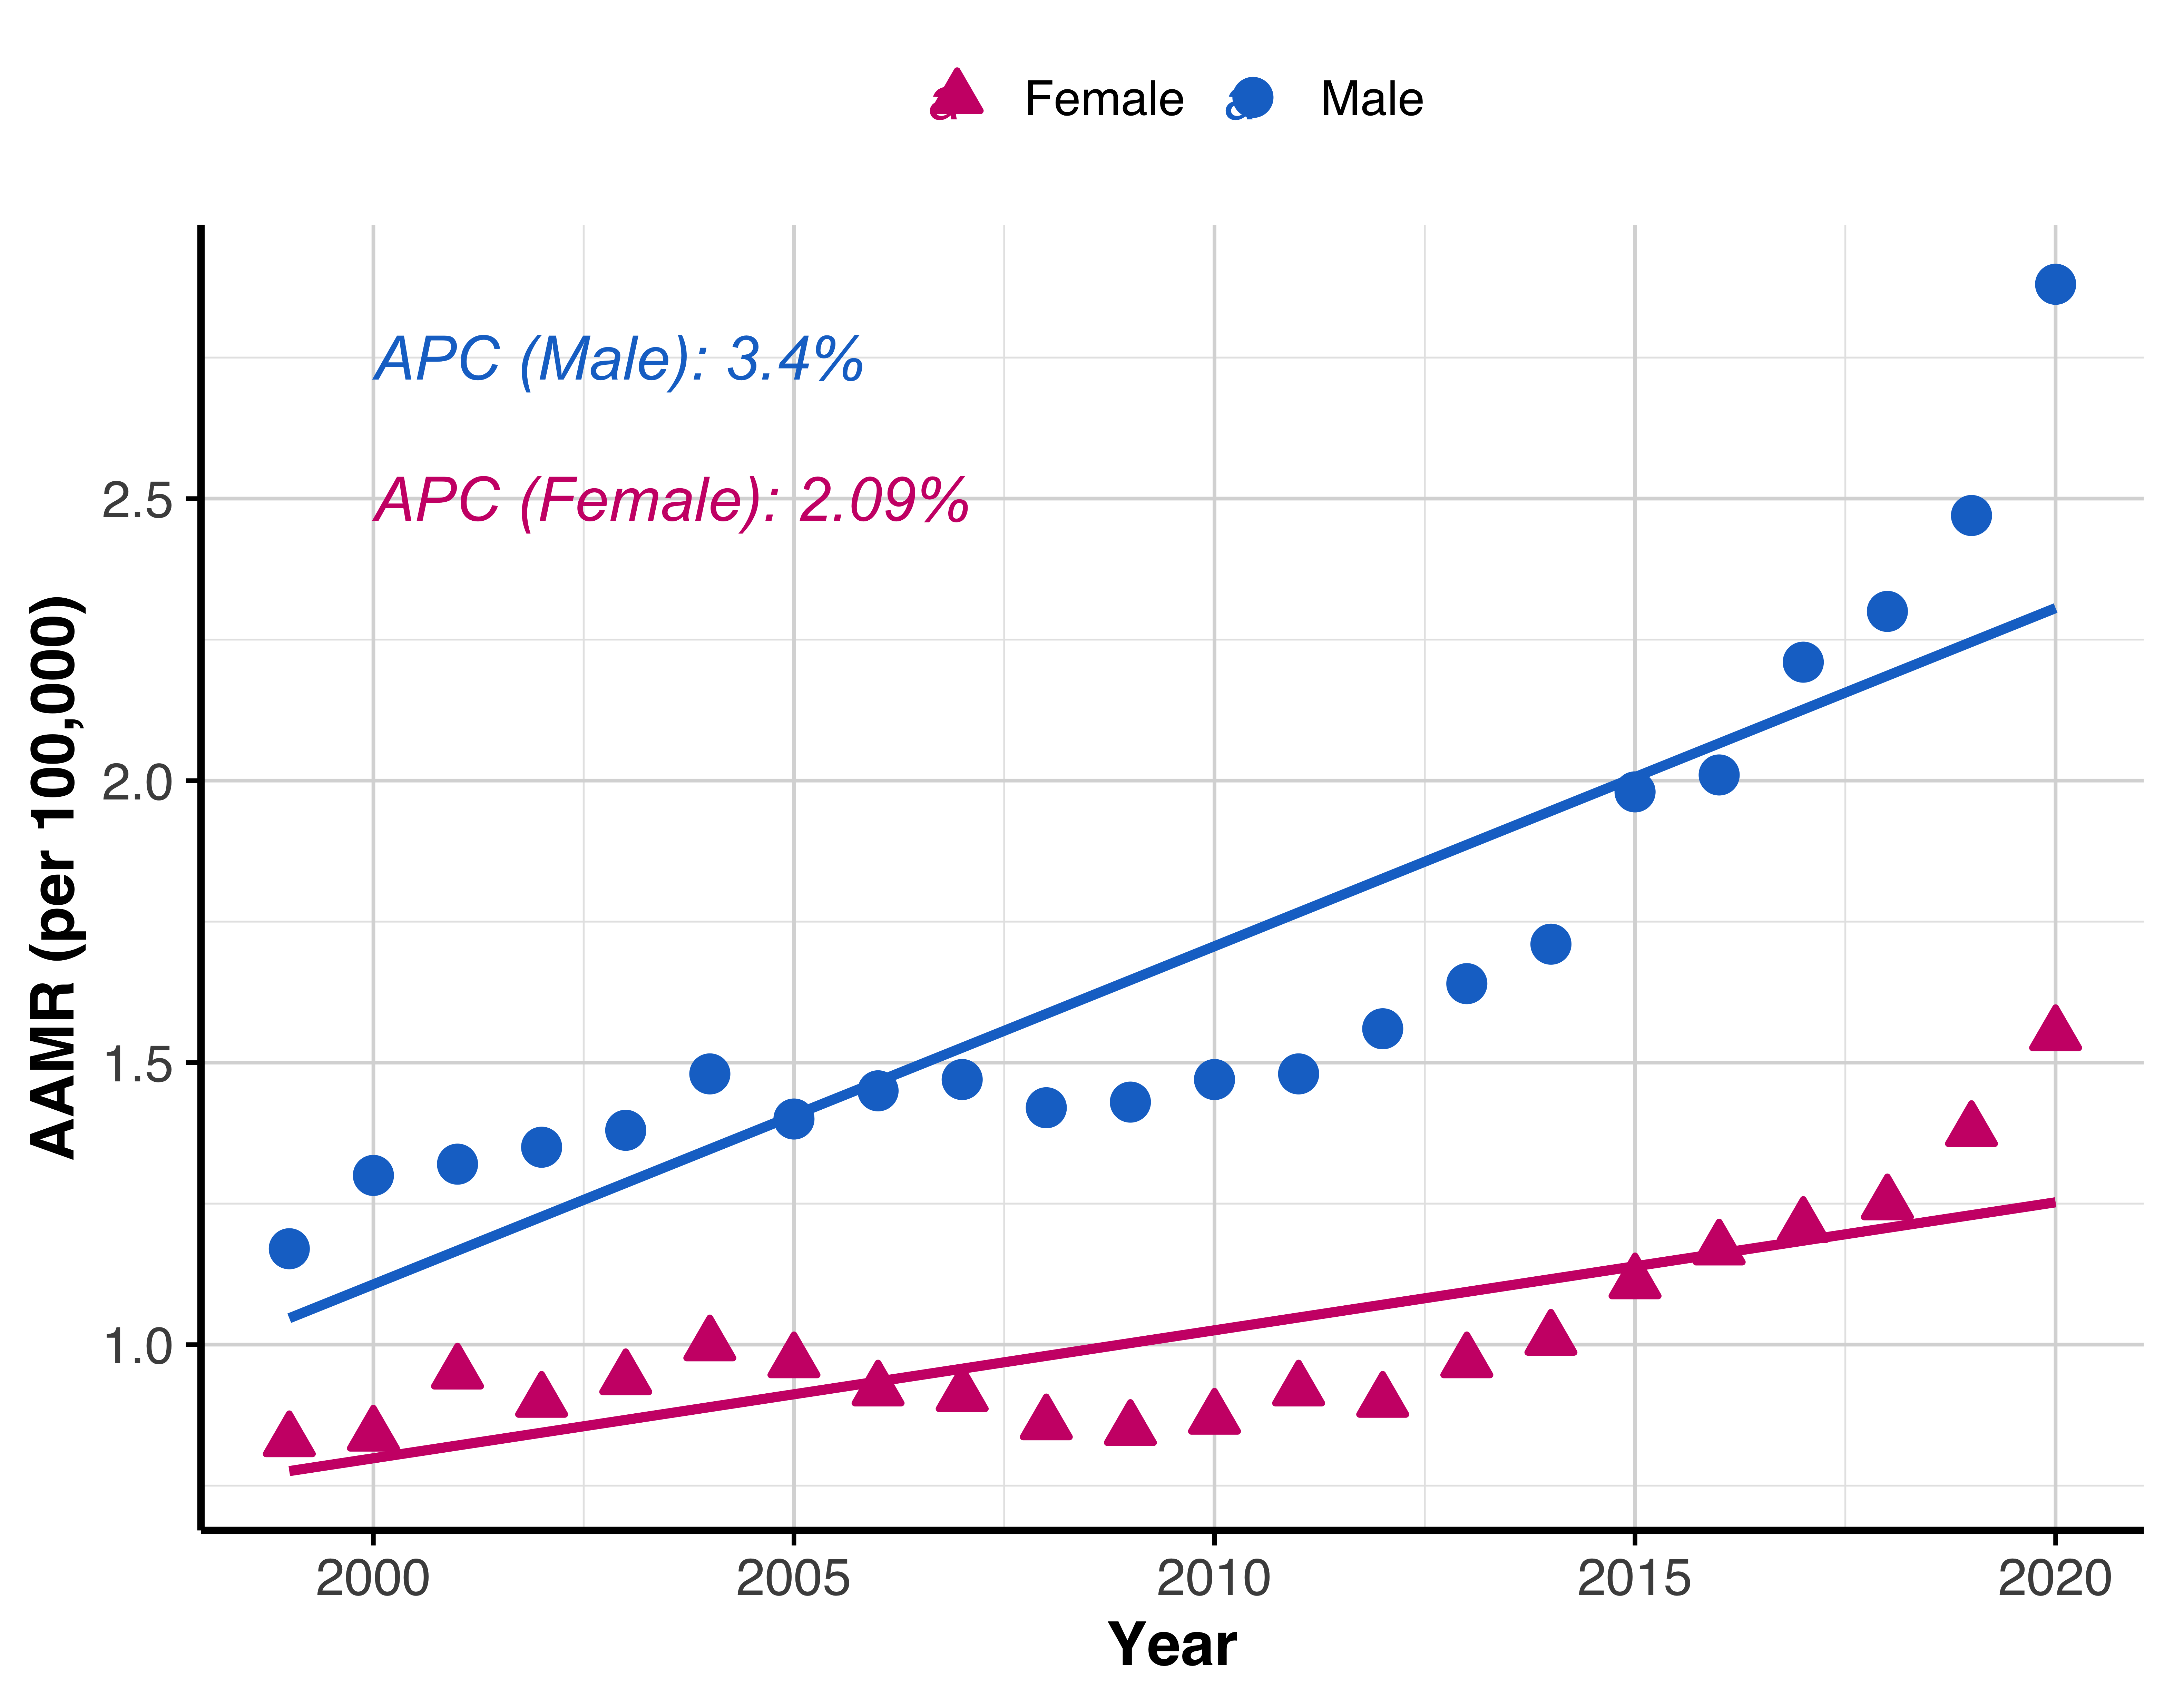 Female Male
APC (Male): 3.4%
APC (Female): 2.09%
AAMR (per 100,000)
2.5
2.0
1.5
1.0
2000 2005 2010 2015 2020
Year